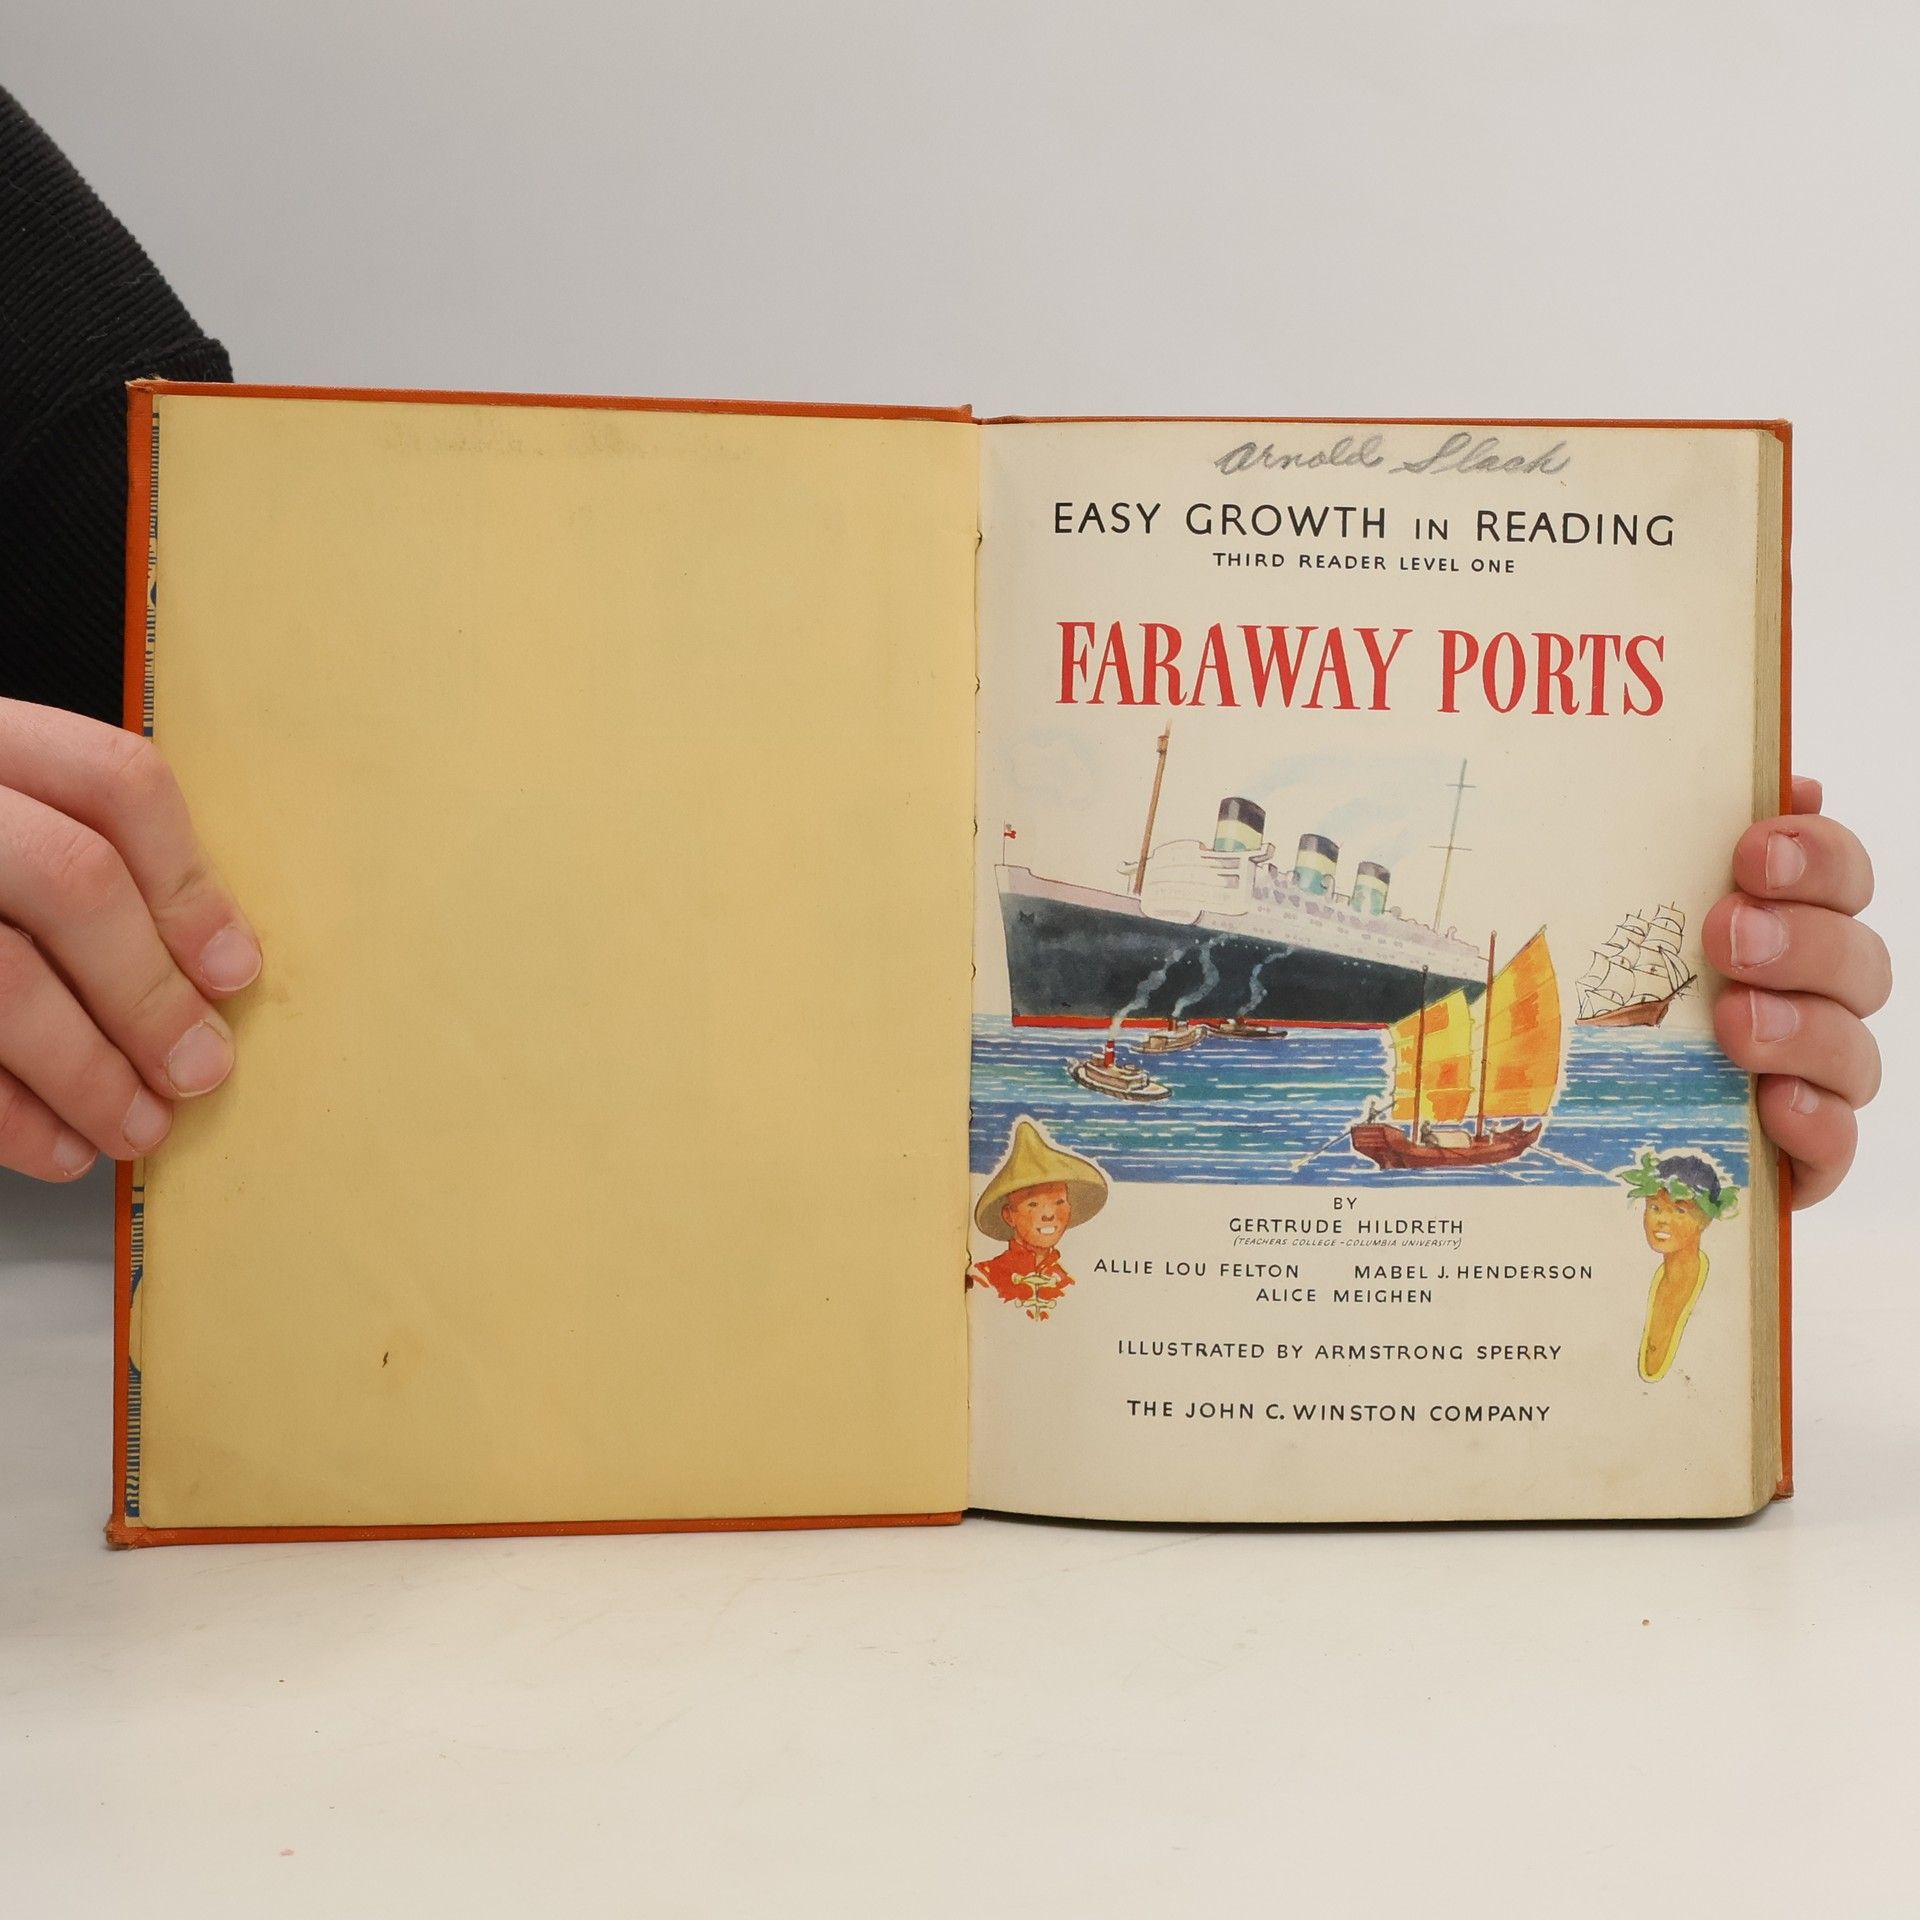 Arnold Slack
EASY GROWTH IN READING
THIRD READER LEVEL ONE
FARAWAY PORTS
BY
GERTRUDE HILDRETH
(TEACHERS COLLEGE - COLUMBIA UNIVERSITY)
ALLIE LOU FELTON MABEL J. HENDERSON
ALICE MEIGHEN
ILLUSTRATED BY ARMSTRONG SPERRY
THE JOHN C. WINSTON COMPANY